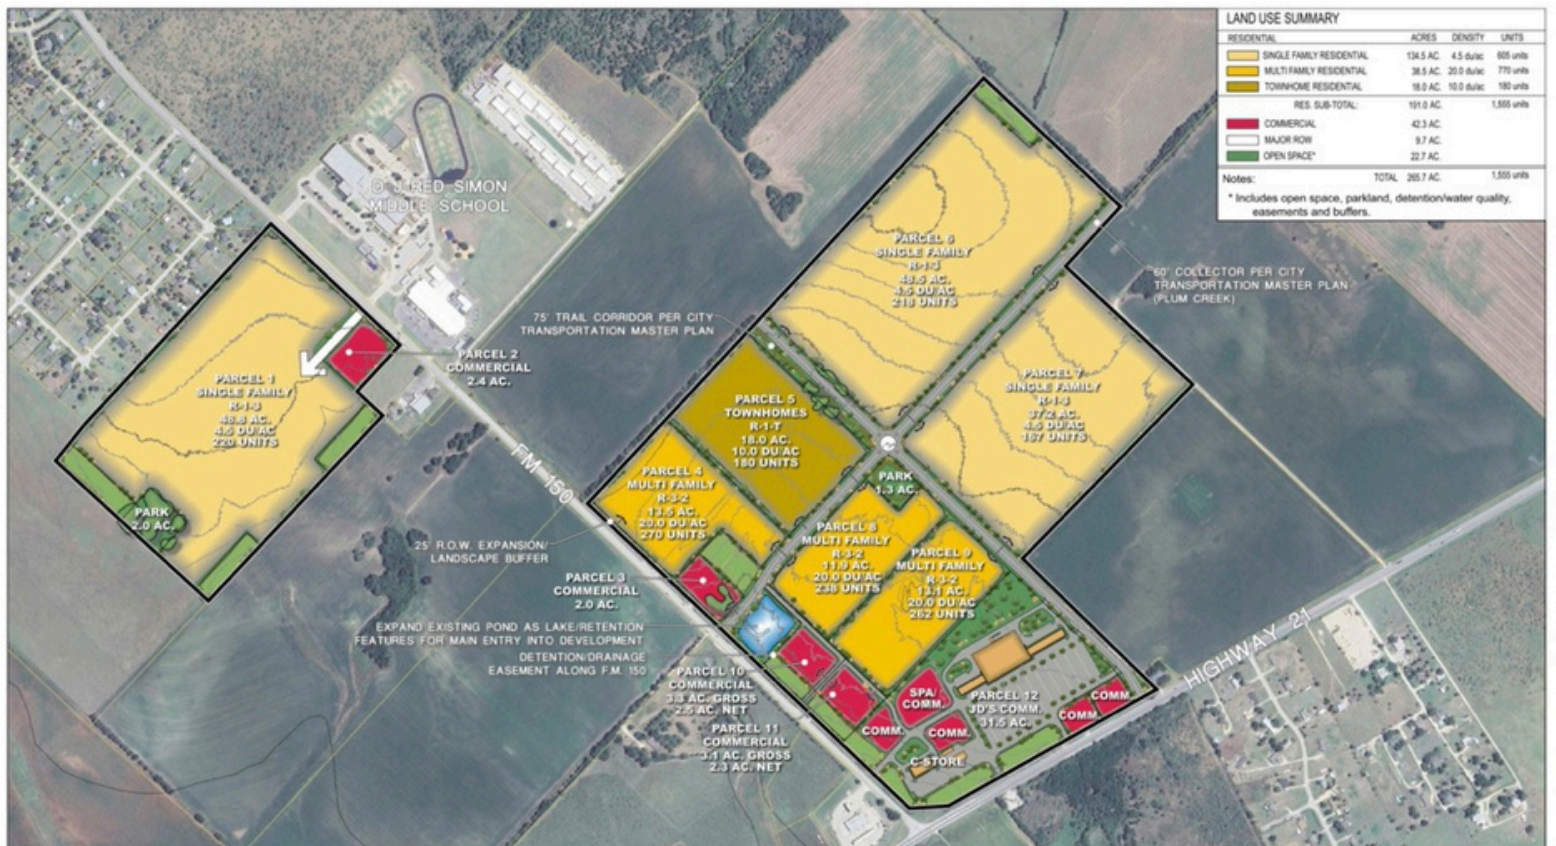 LAND USE SUMMARY
RESIDENTIAL ACRES DENSITY UNITS
SINGLE FAMILY RESIDENTIAL 134.5 AC. 4.5 du/ac 605 units
MULTI FAMILY RESIDENTIAL 38.5 AC. 20.0 du/ac 770 units
TOWNHOME RESIDENTIAL 18.0 AC. 10.0 du/ac 180 units
RES. SUB-TOTAL: 191.0 AC. 1,555 units
COMMERCIAL 42.3 AC.
MAJOR ROW 9.7 AC.
OPEN SPACE* 22.7 AC.
Notes: TOTAL 265.7 AC. 1,555 units
* Includes open space, parkland, detention/water quality,
easements and buffers.
D J RED SIMON
MIDDLE SCHOOL
PARCEL 6
SINGLE FAMILY
R-1-3
48.5 AC.
4.5 DU/AC
218 UNITS
60' COLLECTOR PER CITY
TRANSPORTATION MASTER PLAN
(PLUM CREEK)
75' TRAIL CORRIDOR PER CITY
TRANSPORTATION MASTER PLAN
PARCEL 2
COMMERCIAL
2.4 AC.
PARCEL 1
SINGLE FAMILY
R-1-3
48.8 AC.
4.5 DU/AC
220 UNITS
PARCEL 7
SINGLE FAMILY
R-1-3
37.2 AC.
4.5 DU/AC
167 UNITS
PARCEL 5
TOWNHOMES
R-1-T
18.0 AC.
10.0 DU/AC
180 UNITS
FM 150
PARCEL 4
MULTI FAMILY
R-3-2
13.5 AC.
20.0 DU/AC
270 UNITS
PARK
1.3 AC.
PARK
2.0 AC.
PARCEL 8
MULTI FAMILY
R-3-2
11.9 AC.
20.0 DU/AC
238 UNITS
25' R.O.W. EXPANSION/
LANDSCAPE BUFFER
PARCEL 9
MULTI FAMILY
R-3-2
13.1 AC.
20.0 DU/AC
262 UNITS
PARCEL 3
COMMERCIAL
2.0 AC.
EXPAND EXISTING POND AS LAKE/RETENTION
FEATURES FOR MAIN ENTRY INTO DEVELOPMENT
DETENTION/DRAINAGE
EASEMENT ALONG F.M. 150
HIGHWAY 21
PARCEL 10
COMMERCIAL
3.3 AC. GROSS
2.5 AC. NET
SPA/
COMM.
PARCEL 12
3D'S COMM.
31.5 AC.
COMM.
COMM.
COMM.
COMM.
PARCEL 11
COMMERCIAL
3.1 AC. GROSS
2.3 AC. NET
C-STORE